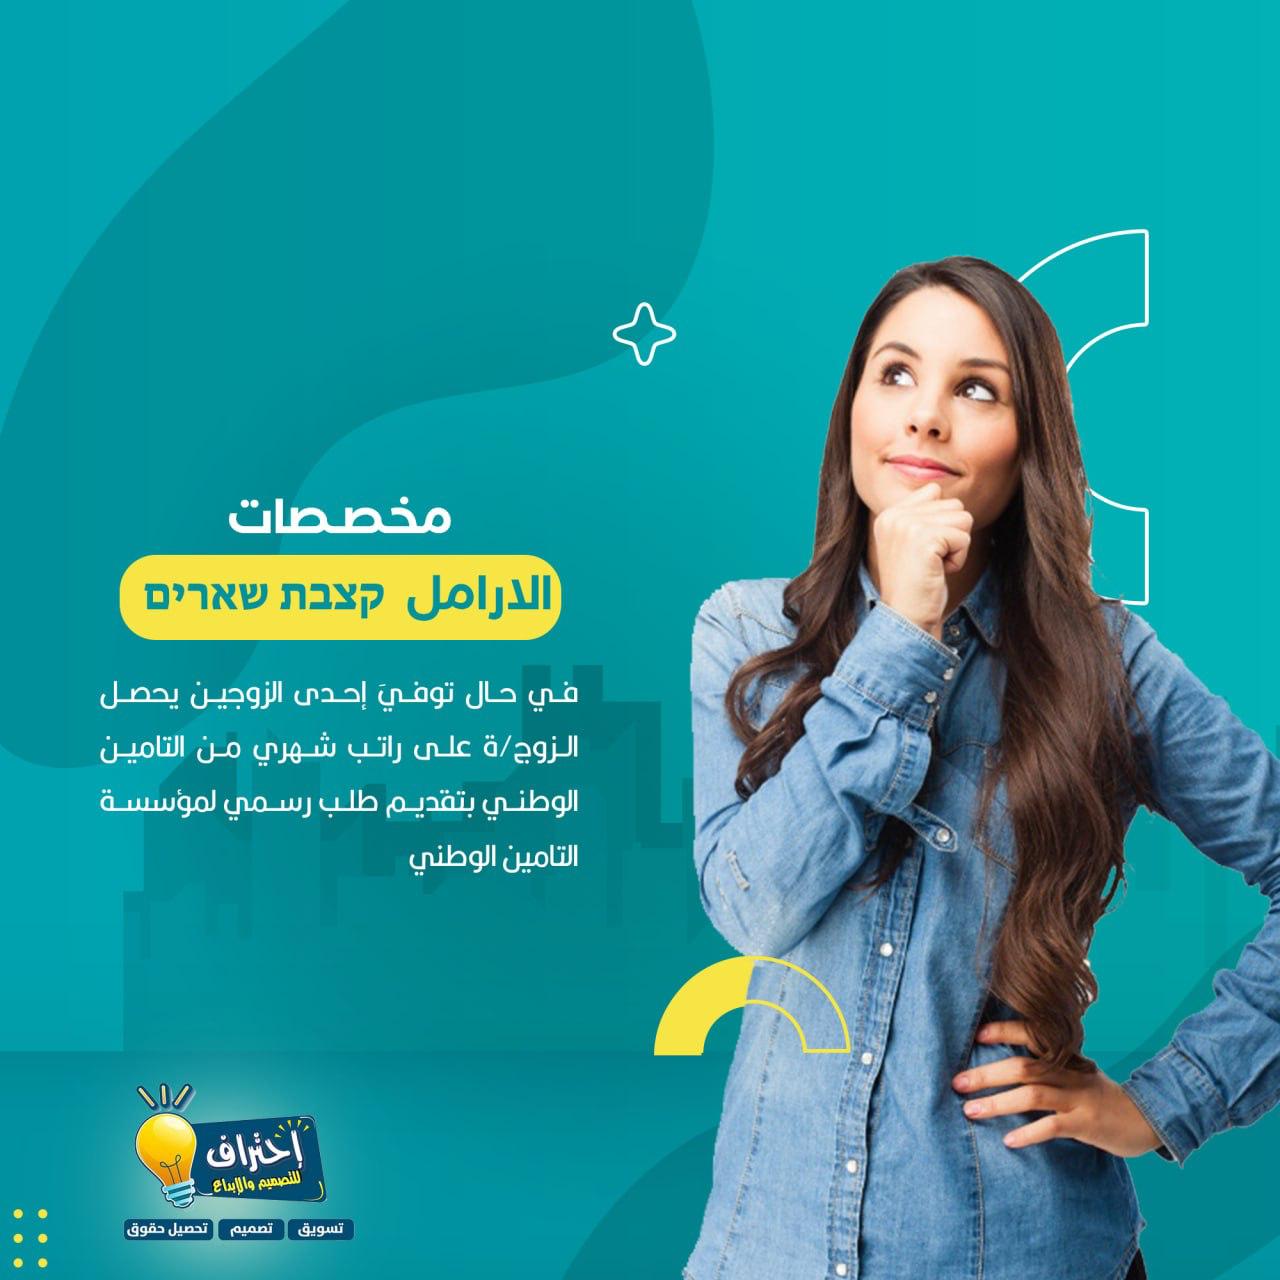 مخصصات
الارامل קצבת שארים
في حال توفيَ إحدى الزوجين يحصل
الزوج/ة على راتب شهري من التامين
الوطني بتقديم طلب رسمي لمؤسسة
التامين الوطني
إحتراف
للتصميم والإبداع
تسويق تصميم تحصيل حقوق